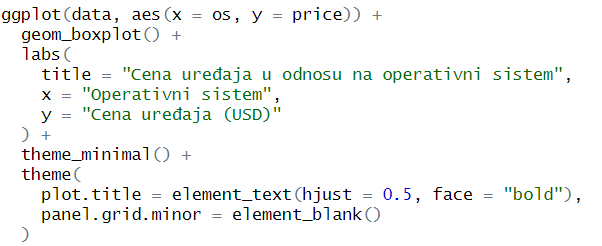 ggplot(data, aes(x = os, y = price)) +
  geom_boxplot() +
  labs(
    title = "Cena uređaja u odnosu na operativni sistem",
    x = "Operativni sistem",
    y = "Cena uređaja (USD)"
  ) +
  theme_minimal() +
  theme(
    plot.title = element_text(hjust = 0.5, face = "bold"),
    panel.grid.minor = element_blank()
  )